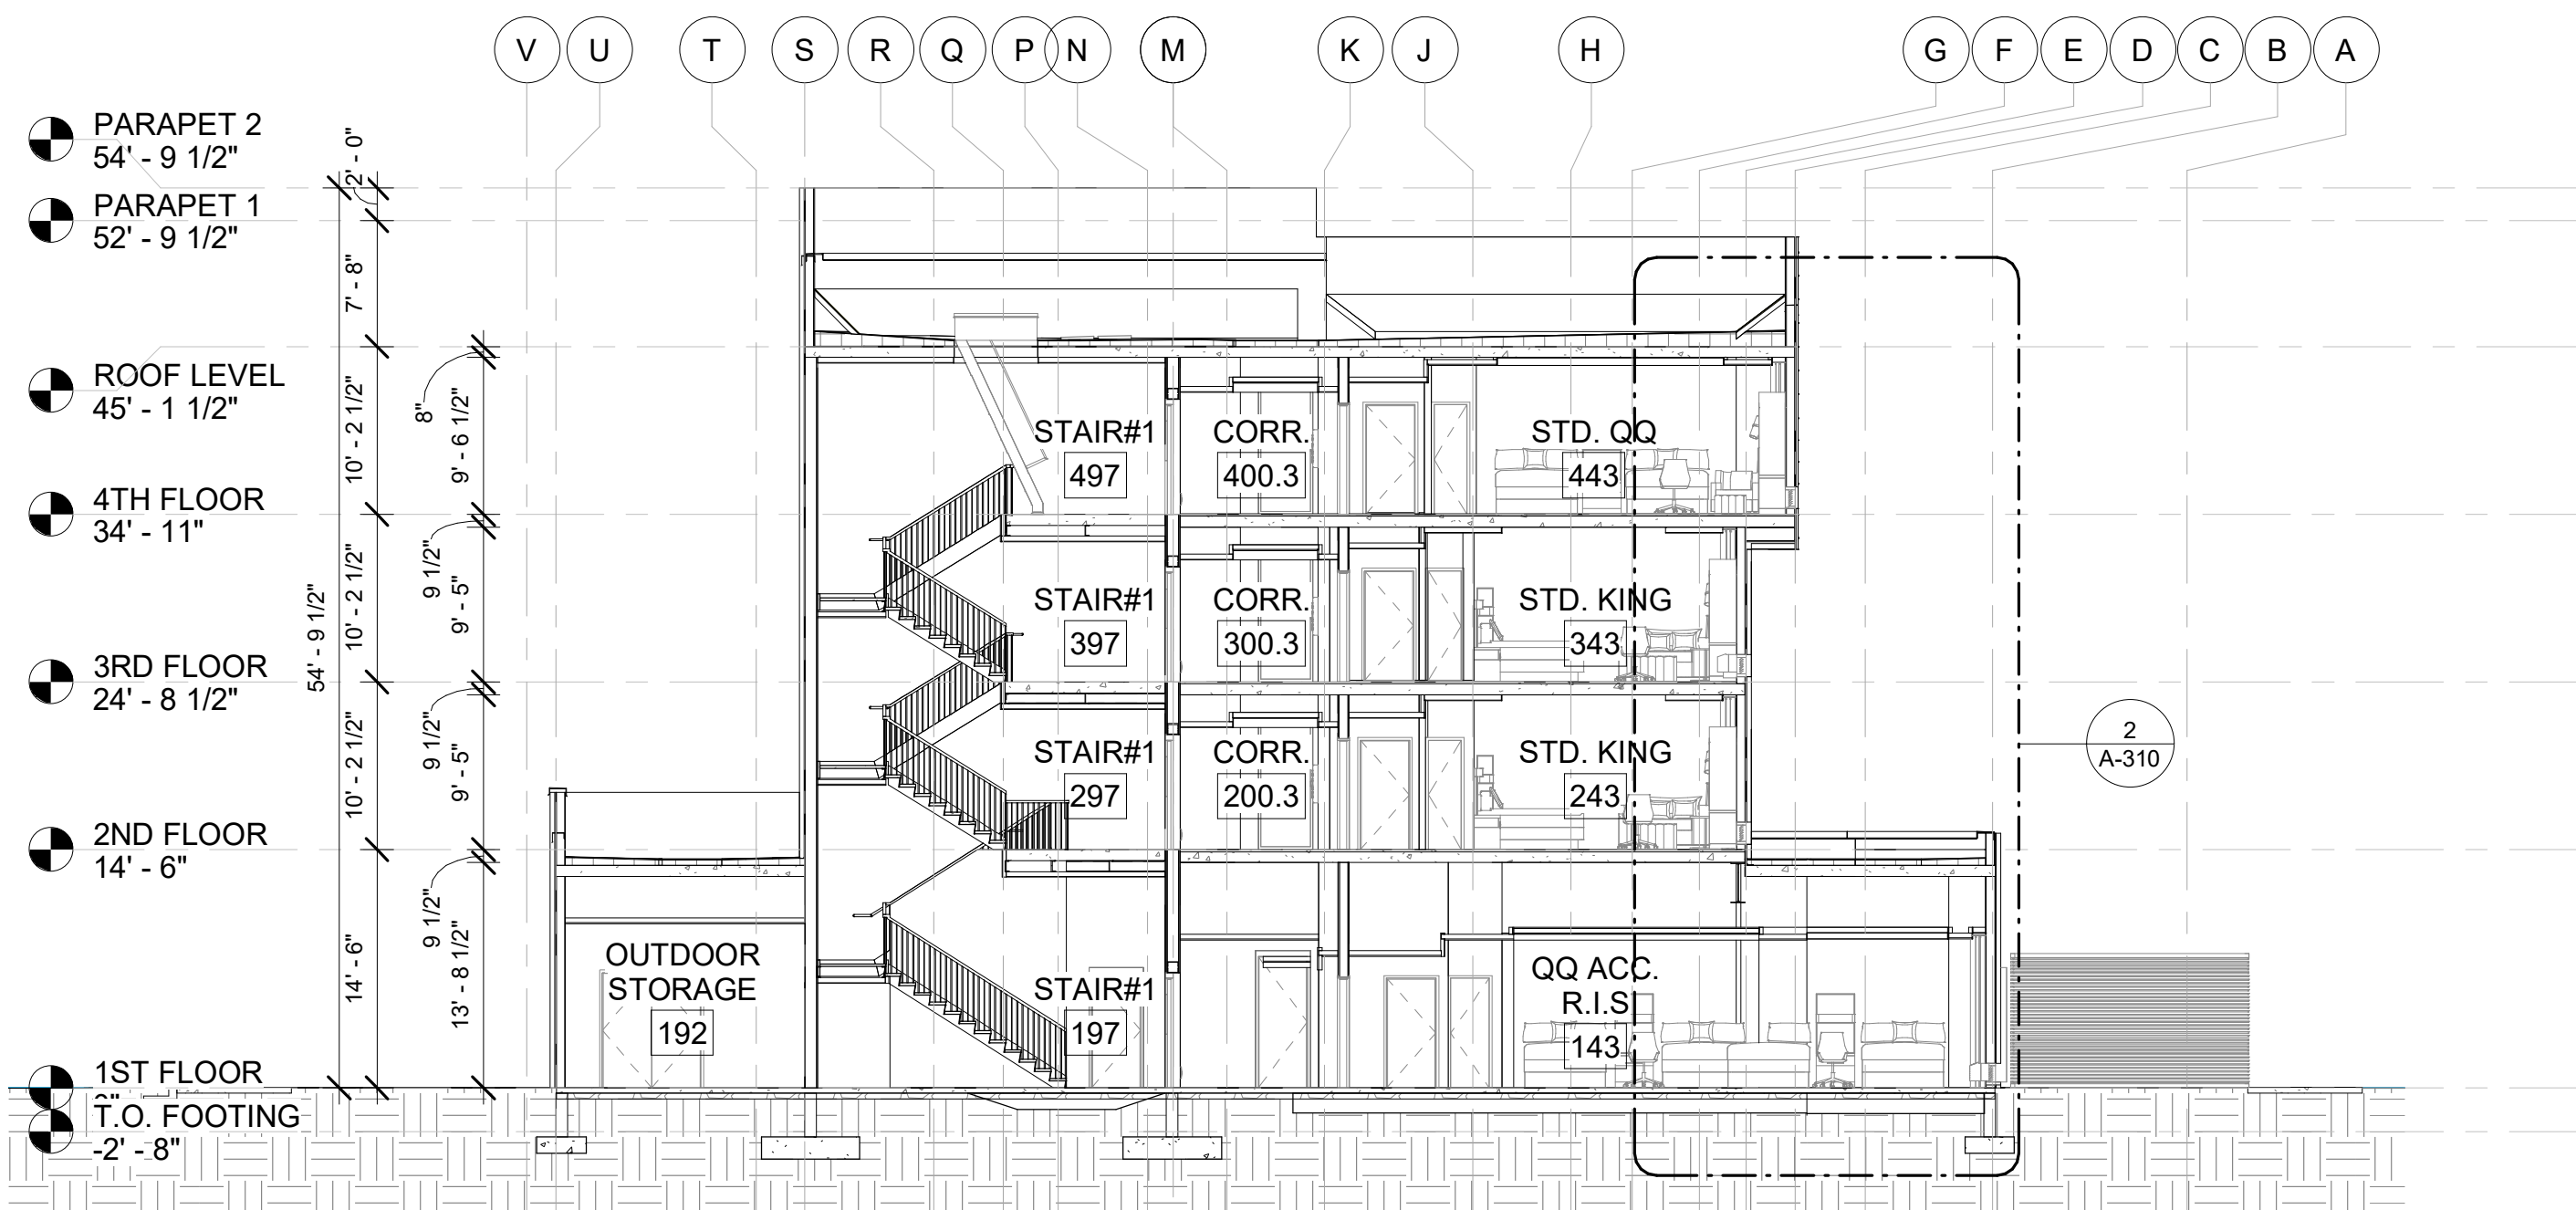 V U T S R Q P N M K J H G F E D C B A
PARAPET 2
54' - 9 1/2"
PARAPET 1
52' - 9 1/2"
ROOF LEVEL
45' - 1 1/2"
4TH FLOOR
34' - 11"
3RD FLOOR
24' - 8 1/2"
2ND FLOOR
14' - 6"
1ST FLOOR
T.O. FOOTING
-2' - 8"
54' - 9 1/2"
2' - 0"
7' - 8"
10' - 2 1/2"
10' - 2 1/2"
10' - 2 1/2"
14' - 6"
8"
9' - 6 1/2"
9 1/2"
9' - 5"
9 1/2"
9' - 5"
9 1/2"
13' - 8 1/2"
STAIR#1
497
CORR.
400.3
STD. QQ
443
STAIR#1
397
CORR.
300.3
STD. KING
343
STAIR#1
297
CORR.
200.3
STD. KING
243
OUTDOOR
STORAGE
192
STAIR#1
197
QQ ACC.
R.I.S
143
2
A-310